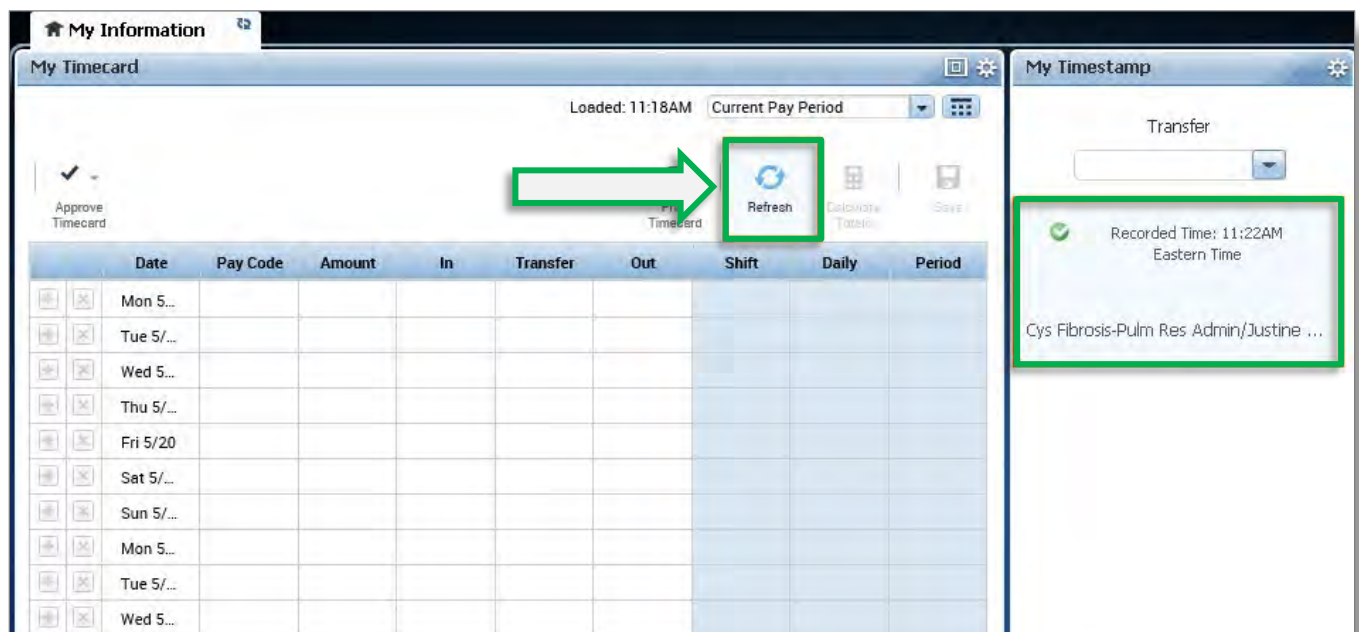 My Information
My Timecard
Loaded: 11:18AM Current Pay Period
Approve
Timecard
Timecard
Refresh
Calculate
Totals
Save
Date Pay Code Amount In Transfer Out Shift Daily Period
Mon 5...
Tue 5/...
Wed 5...
Thu 5/...
Fri 5/20
Sat 5/...
Sun 5/...
Mon 5...
Tue 5/...
Wed 5...
My Timestamp
Transfer
Recorded Time: 11:22AM
Eastern Time
Cys Fibrosis-Pulm Res Admin/Justine ...